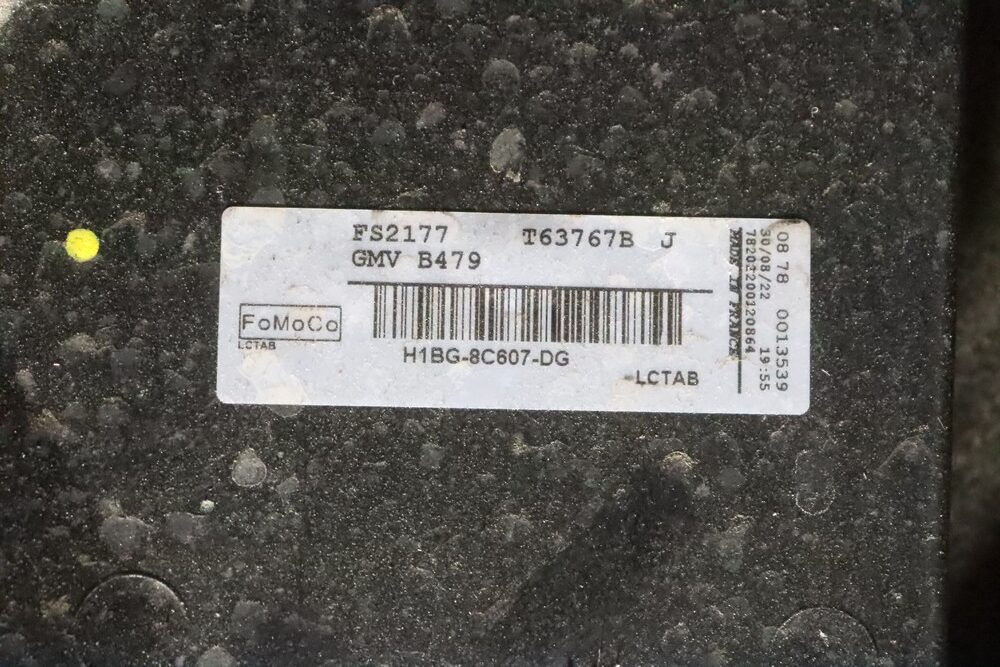 FS2177 T63767B J
GMV B479
FoMoCo
LCTAB
H1BG-8C607-DG
LCTAB
08 78 0013539
30/08/22 19:55
78203200120864
MADE IN FRANCE